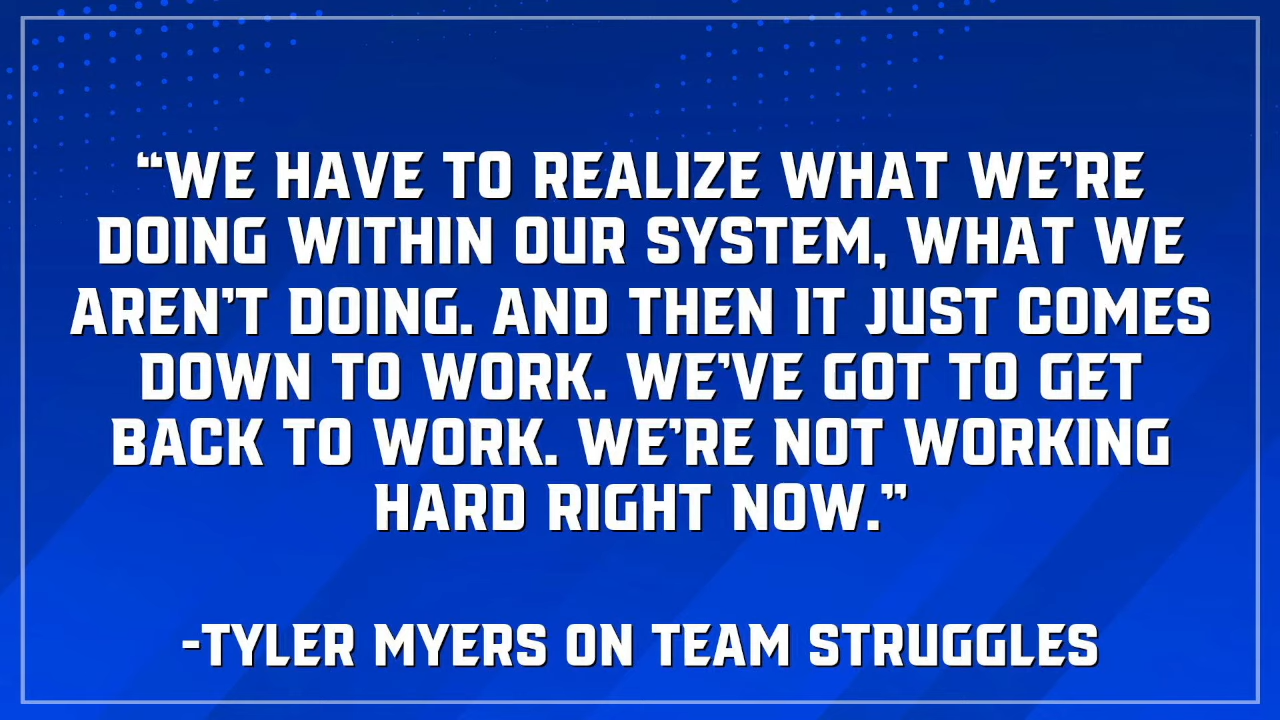 “WE HAVE TO REALIZE WHAT WE’RE
DOING WITHIN OUR SYSTEM, WHAT WE
AREN’T DOING. AND THEN IT JUST COMES
DOWN TO WORK. WE’VE GOT TO GET
BACK TO WORK. WE’RE NOT WORKING
HARD RIGHT NOW.”
-TYLER MYERS ON TEAM STRUGGLES